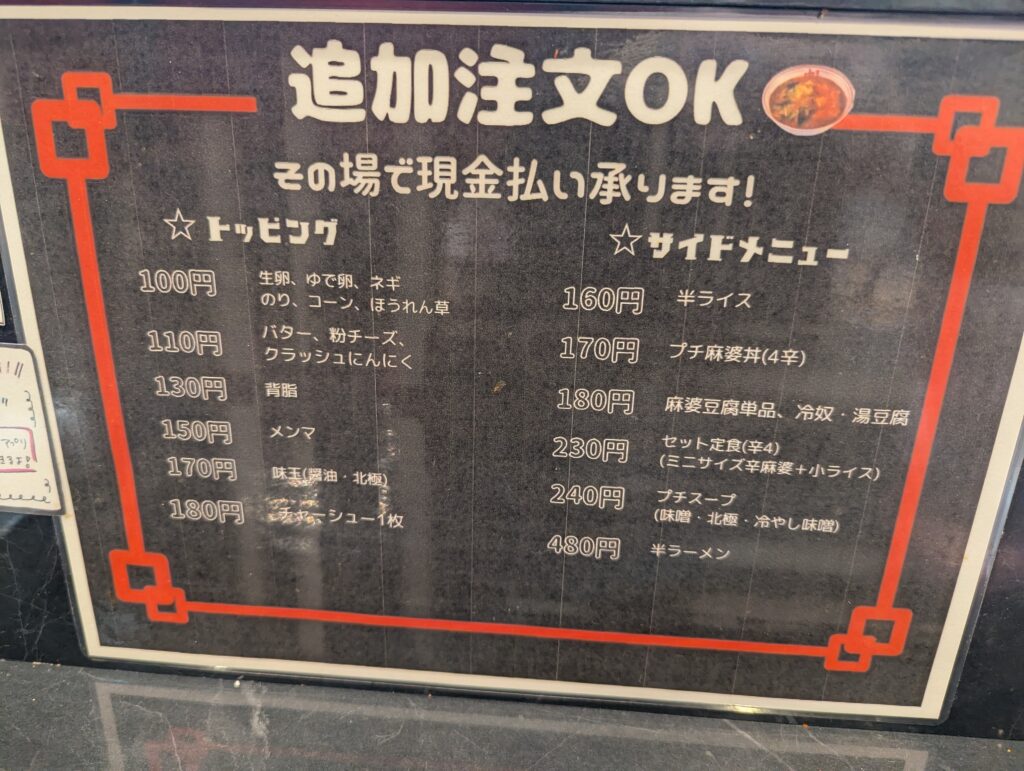 追加注文OK
その場で現金払い承ります!
☆トッピング
100円 生卵、ゆで卵、ネギ
のり、コーン、ほうれん草
110円 バター、粉チーズ、
クラッシュにんにく
130円 背脂
150円 メンマ
170円 味玉(醤油・北極)
180円 チャーシュー1枚
☆サイドメニュー
160円 半ライス
170円 プチ麻婆丼(4辛)
180円 麻婆豆腐単品、冷奴・湯豆腐
230円 セット定食(辛4)
(ミニサイズ辛麻婆+小ライス)
240円 プチスープ
(味噌・北極・冷やし味噌)
480円 半ラーメン
アプリ